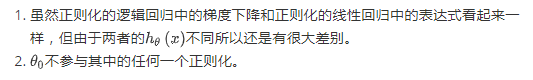 1. 虽然正则化的逻辑回归中的梯度下降和正则化的线性回归中的表达式看起来一
样，但由于两者的hθ (x)不同所以还是有很大差别。
2. θ0不参与其中的任何一个正则化。